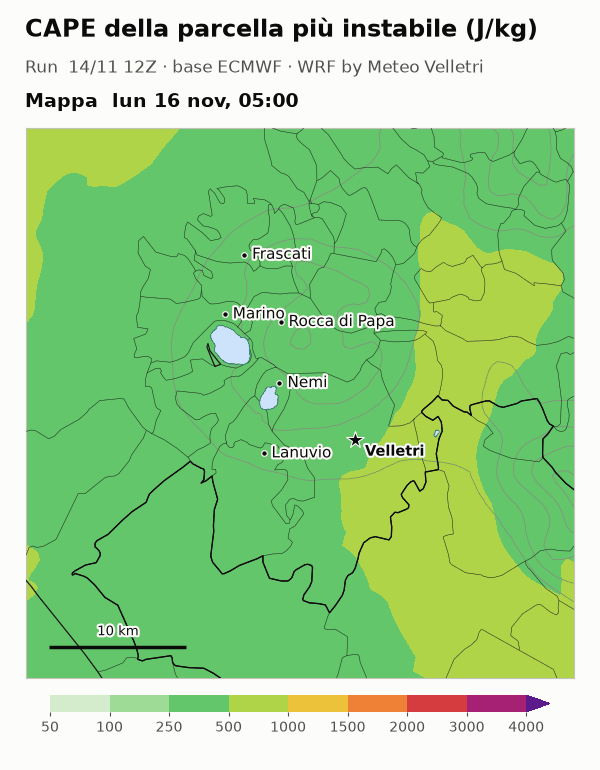 CAPE della parcella più instabile (J/kg)
Run 14/11 12Z · base ECMWF · WRF by Meteo Velletri
Mappa lun 16 nov, 05:00
Frascati
Marino
Rocca di Papa
Nemi
Velletri
Lanuvio
10 km
50 100 250 500 1000 1500 2000 3000 4000